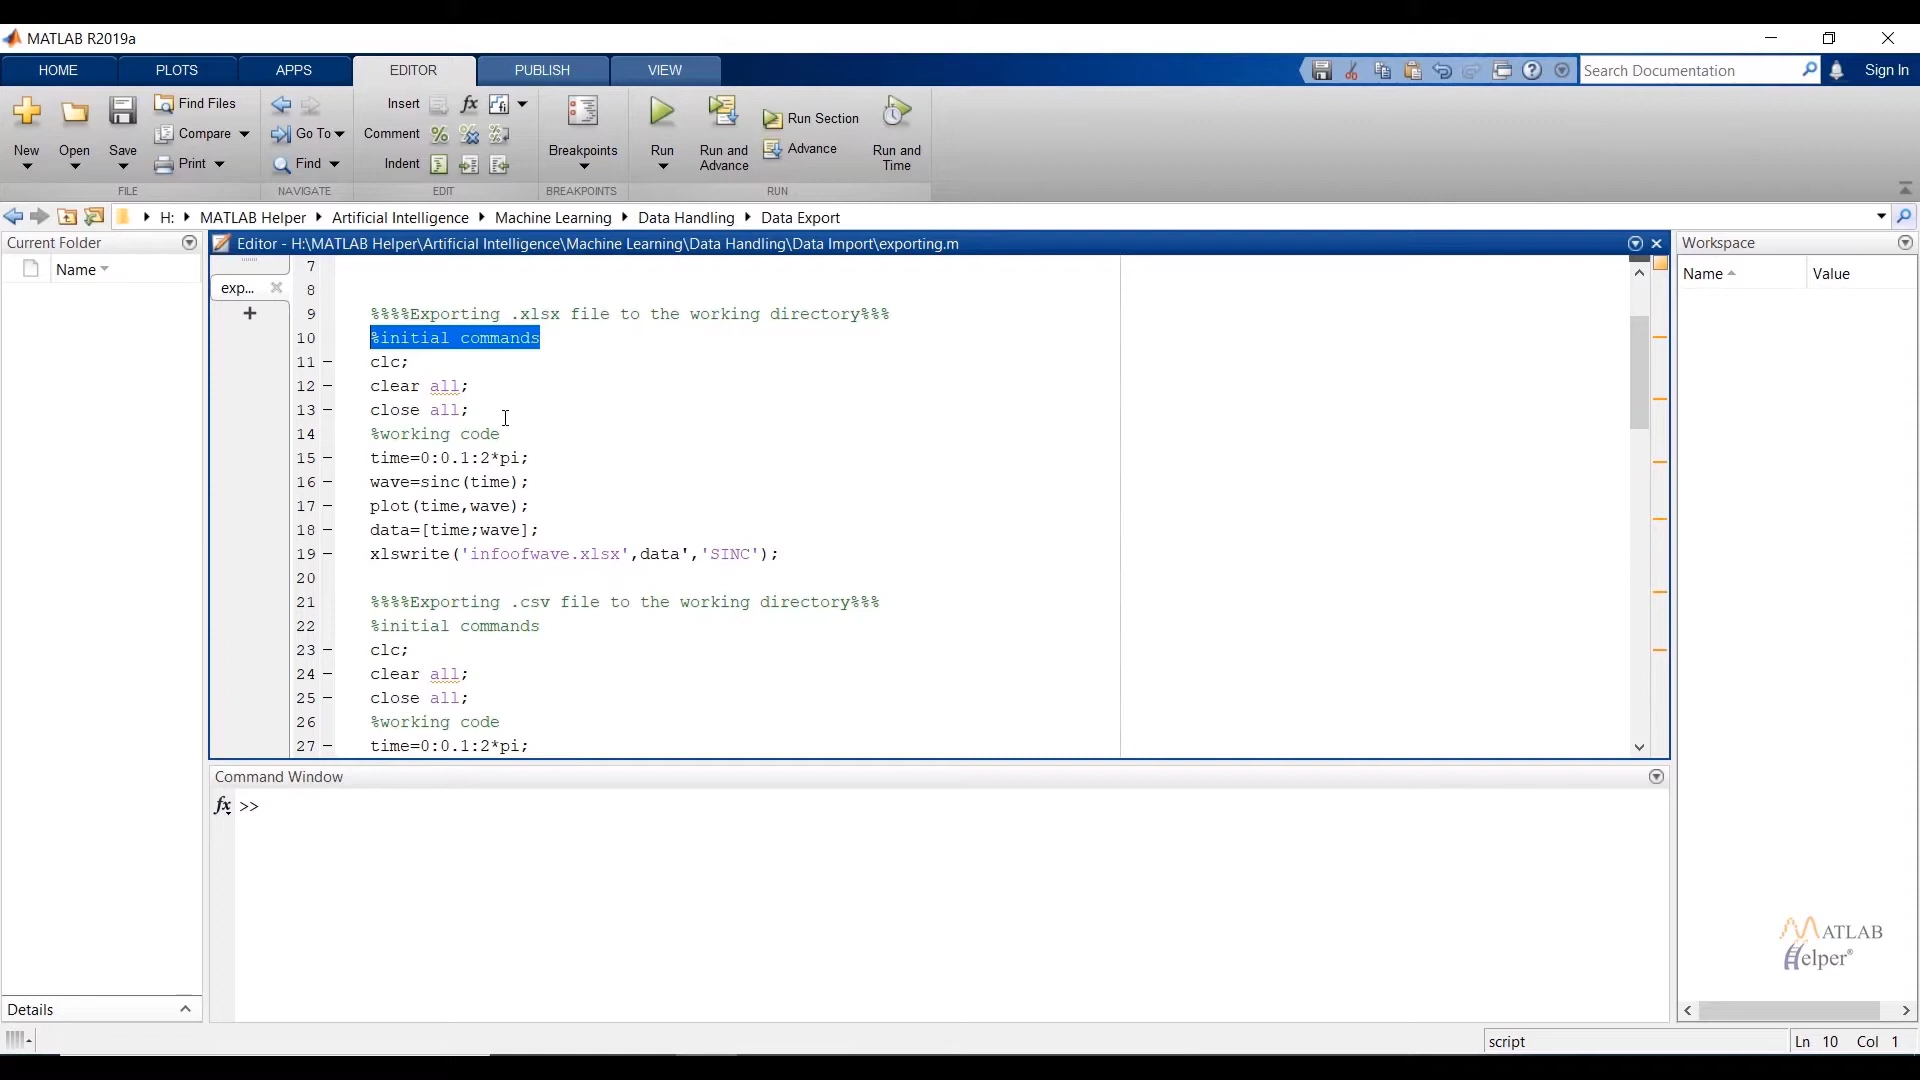 MATLAB R2019a
HOME PLOTS APPS EDITOR PUBLISH VIEW Search Documentation Sign In
New Open Save Find Files Compare Print Go To Find Insert Comment Indent Breakpoints Run Run and Advance Run Section Advance Run and Time
FILE NAVIGATE EDIT BREAKPOINTS RUN
H: MATLAB Helper Artificial Intelligence Machine Learning Data Handling Data Export
Current Folder
Name
Editor - H:\MATLAB Helper\Artificial Intelligence\Machine Learning\Data Handling\Data Import\exporting.m
Workspace
Name Value
exp...
7
8
9 %%%%Exporting .xlsx file to the working directory%%%
10 %initial commands
11 clc;
12 clear all;
13 close all;
14 %working code
15 time=0:0.1:2*pi;
16 wave=sinc(time);
17 plot(time,wave);
18 data=[time;wave];
19 xlswrite('infoofwave.xlsx',data','SINC');
20
21 %%%%Exporting .csv file to the working directory%%%
22 %initial commands
23 clc;
24 clear all;
25 close all;
26 %working code
27 time=0:0.1:2*pi;
Command Window
fx >>
MATLAB
Helper®
Details
script Ln 10 Col 1